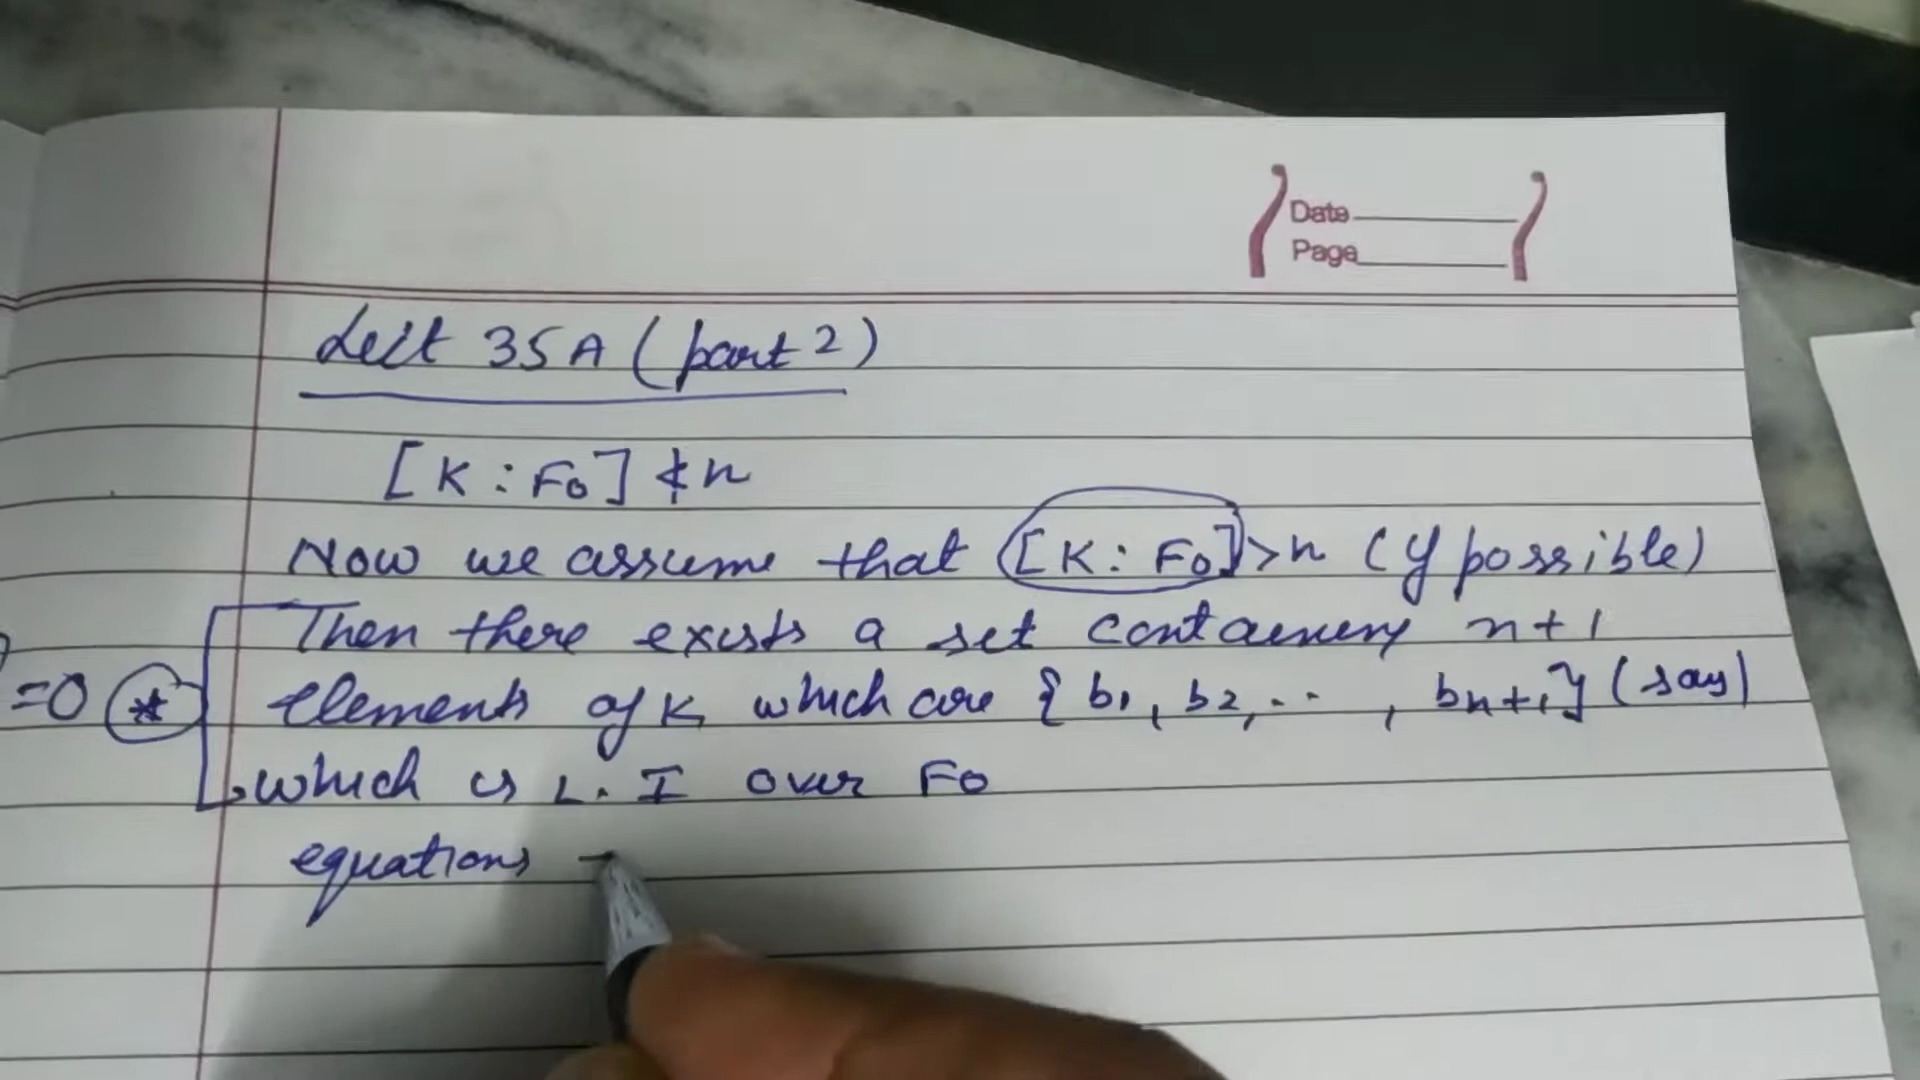 Date
Page
Lect 35A (part 2)
[K : F0] ≮ n
Now we assume that [K : F0] > n (if possible)
Then there exists a set containing n+1
=0 * elements of K which are { b1, b2, .. , bn+1} (say)
which is L. I over F0
equations